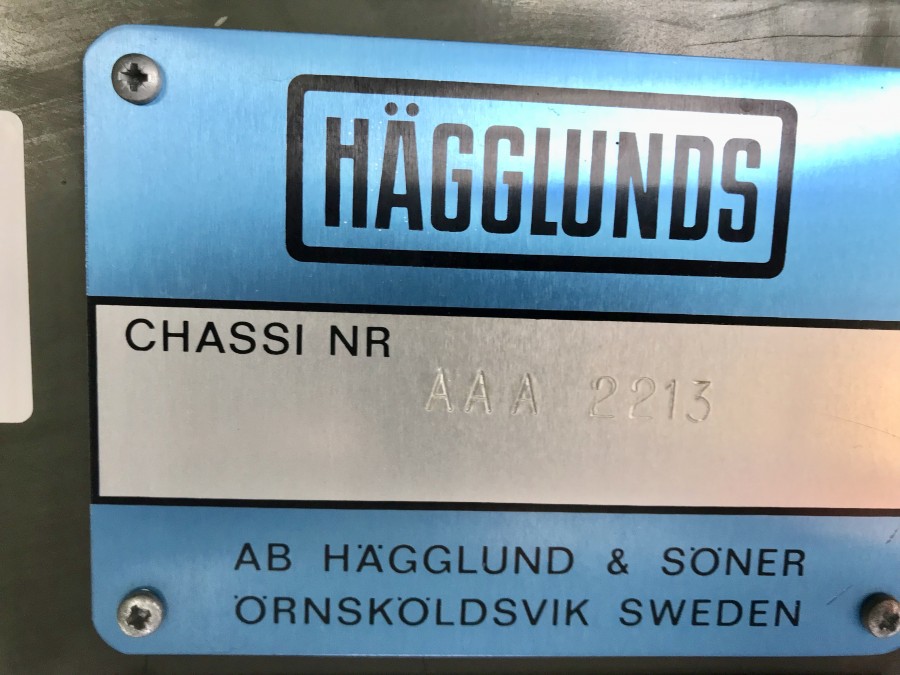 HÄGGLUNDS
CHASSI NR
AAA 2213
AB HÄGGLUND & SÖNER
ÖRNSKÖLDSVIK SWEDEN